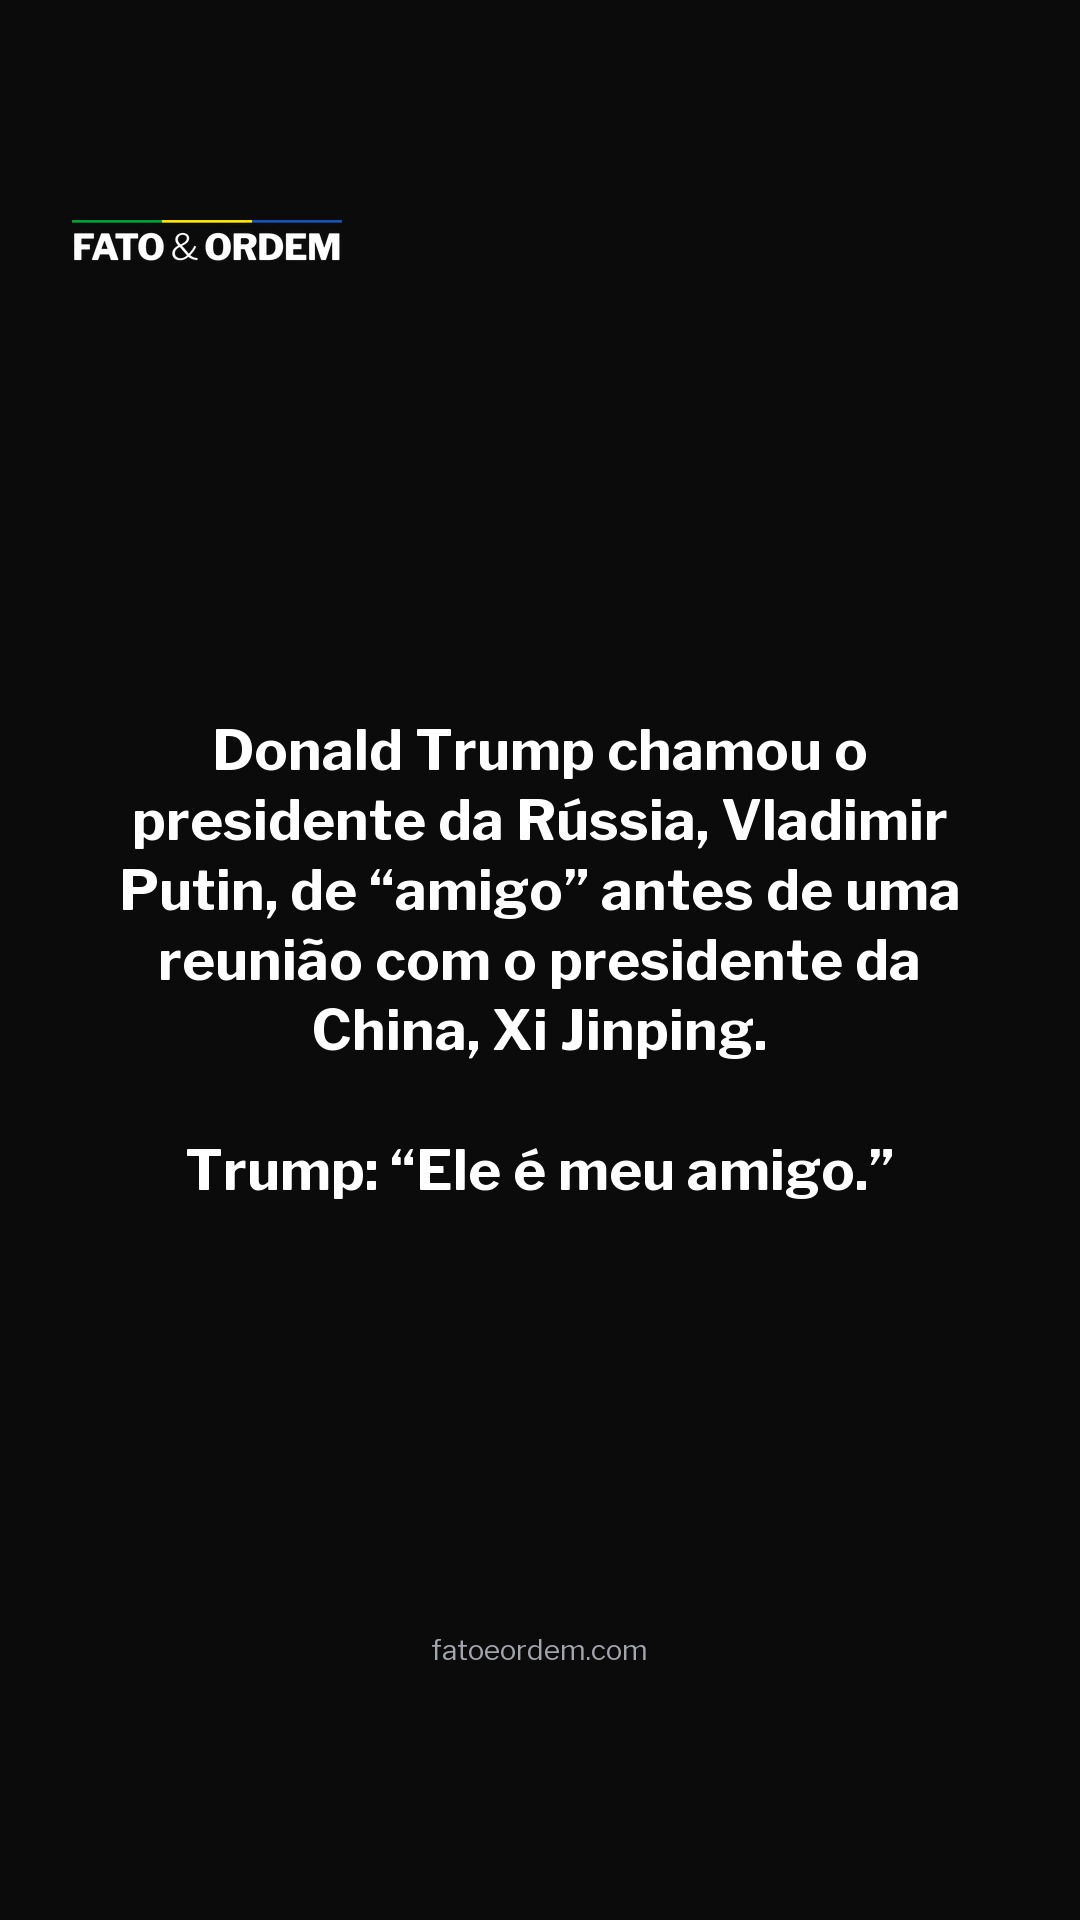 FATO & ORDEM
Donald Trump chamou o
presidente da Rússia, Vladimir
Putin, de “amigo” antes de uma
reunião com o presidente da
China, Xi Jinping.
Trump: “Ele é meu amigo.”
fatoeordem.com